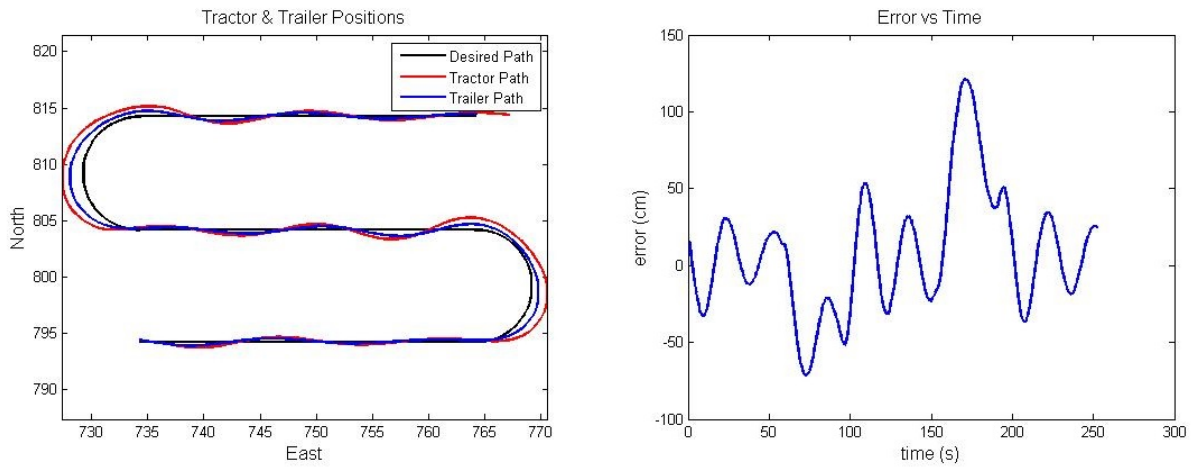 Tractor & Trailer Positions
820
815
810
805
800
795
790
North
730 735 740 745 750 755 760 765 770
East
Desired Path
Tractor Path
Trailer Path
Error vs Time
150
100
50
0
-50
-100
error (cm)
0 50 100 150 200 250 300
time (s)